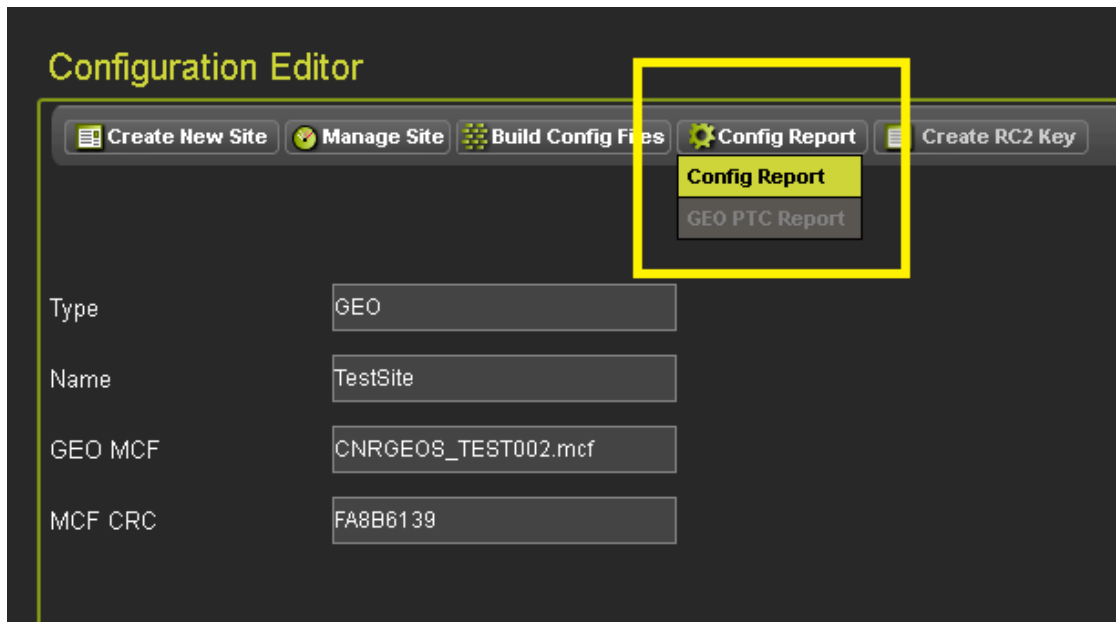 Configuration Editor
Create New Site Manage Site Build Config Files Config Report Create RC2 Key
Config Report
GEO PTC Report
Type GEO
Name TestSite
GEO MCF CNRGEOS_TEST002.mcf
MCF CRC FA8B6139